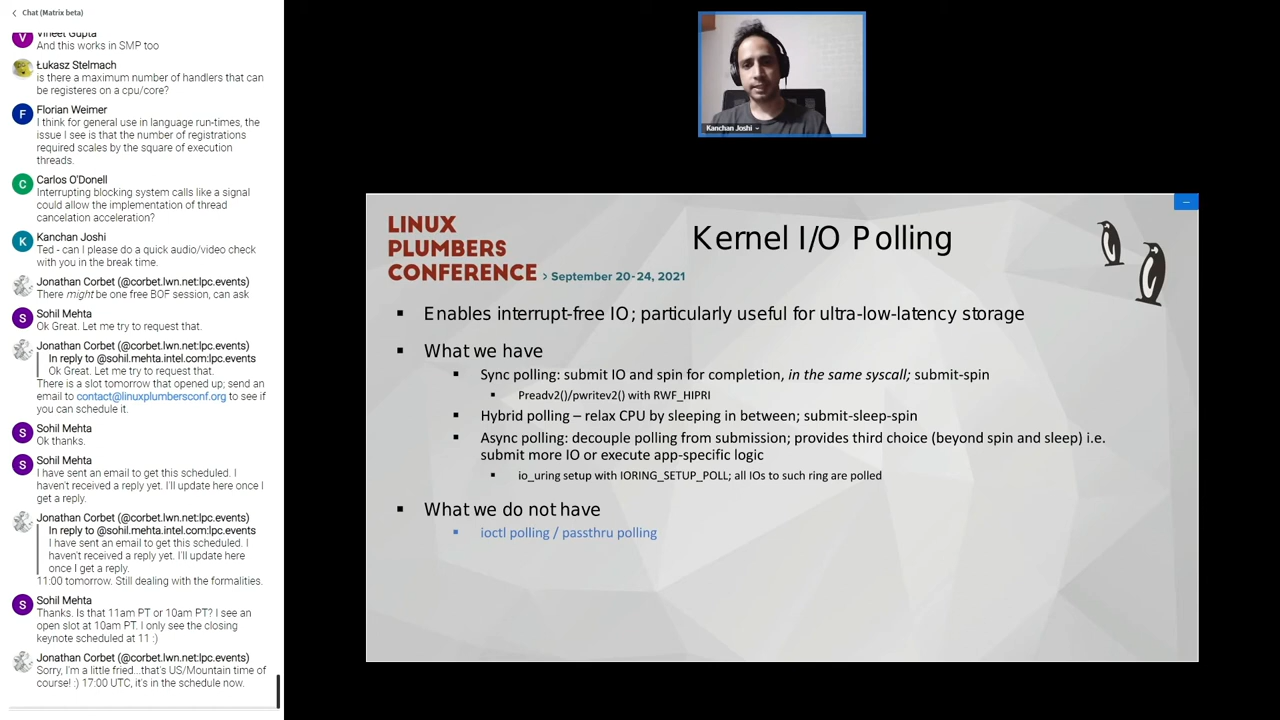 Chat (Matrix beta)
Vineet Gupta
And this works in SMP too
Łukasz Stelmach
is there a maximum number of handlers that can
be registeres on a cpu/core?
Florian Weimer
I think for general use in language run-times, the
issue I see is that the number of registrations
required scales by the square of execution
threads.
Carlos O'Donell
Interrupting blocking system calls like a signal
could allow the implementation of thread
cancelation acceleration?
Kanchan Joshi
Ted - can I please do a quick audio/video check
with you in the break time.
Jonathan Corbet (@corbet.lwn.net:lpc.events)
There might be one free BOF session, can ask
Sohil Mehta
Ok Great. Let me try to request that.
Jonathan Corbet (@corbet.lwn.net:lpc.events)
In reply to @sohil.mehta.intel.com:lpc.events
Ok Great. Let me try to request that.
There is a slot tomorrow that opened up; send an
email to contact@linuxplumbersconf.org to see if
you can schedule it.
Sohil Mehta
Ok thanks.
Sohil Mehta
I have sent an email to get this scheduled. I
haven't received a reply yet. I'll update here once I
get a reply.
Jonathan Corbet (@corbet.lwn.net:lpc.events)
In reply to @sohil.mehta.intel.com:lpc.events
I have sent an email to get this scheduled. I
haven't received a reply yet. I'll update here
once I get a reply.
11:00 tomorrow. Still dealing with the formalities.
Sohil Mehta
Thanks. Is that 11am PT or 10am PT? I see an
open slot at 10am PT. I only see the closing
keynote scheduled at 11 :)
Jonathan Corbet (@corbet.lwn.net:lpc.events)
Sorry, I'm a little fried...that's US/Mountain time of
course! :) 17:00 UTC, it's in the schedule now.
Kanchan Joshi
LINUX
PLUMBERS
CONFERENCE > September 20-24, 2021
Kernel I/O Polling
Enables interrupt-free IO; particularly useful for ultra-low-latency storage
What we have
Sync polling: submit IO and spin for completion, in the same syscall; submit-spin
Preadv2()/pwritev2() with RWF_HIPRI
Hybrid polling – relax CPU by sleeping in between; submit-sleep-spin
Async polling: decouple polling from submission; provides third choice (beyond spin and sleep) i.e.
submit more IO or execute app-specific logic
io_uring setup with IORING_SETUP_POLL; all IOs to such ring are polled
What we do not have
ioctl polling / passthru polling